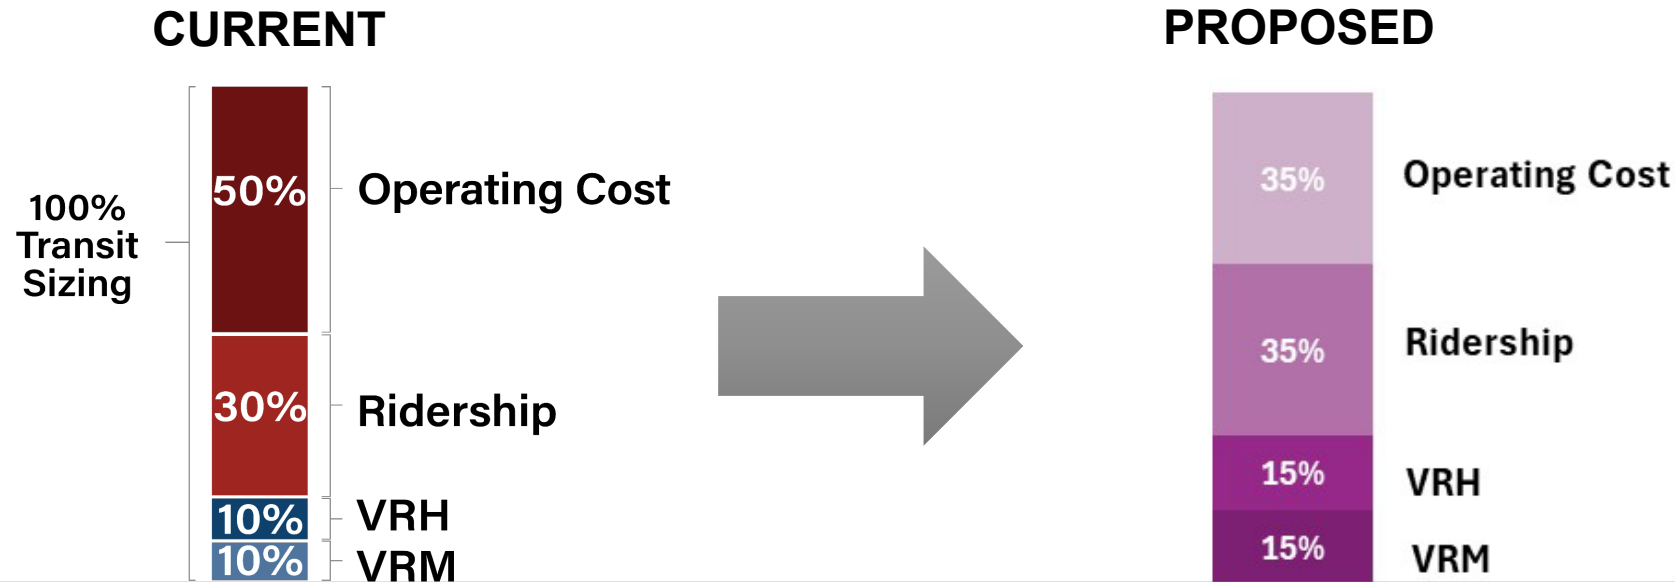 CURRENT
100%
Transit
Sizing
50%
Operating Cost
30%
Ridership
10%
VRH
10%
VRM
PROPOSED
35%
Operating Cost
35%
Ridership
15%
VRH
15%
VRM